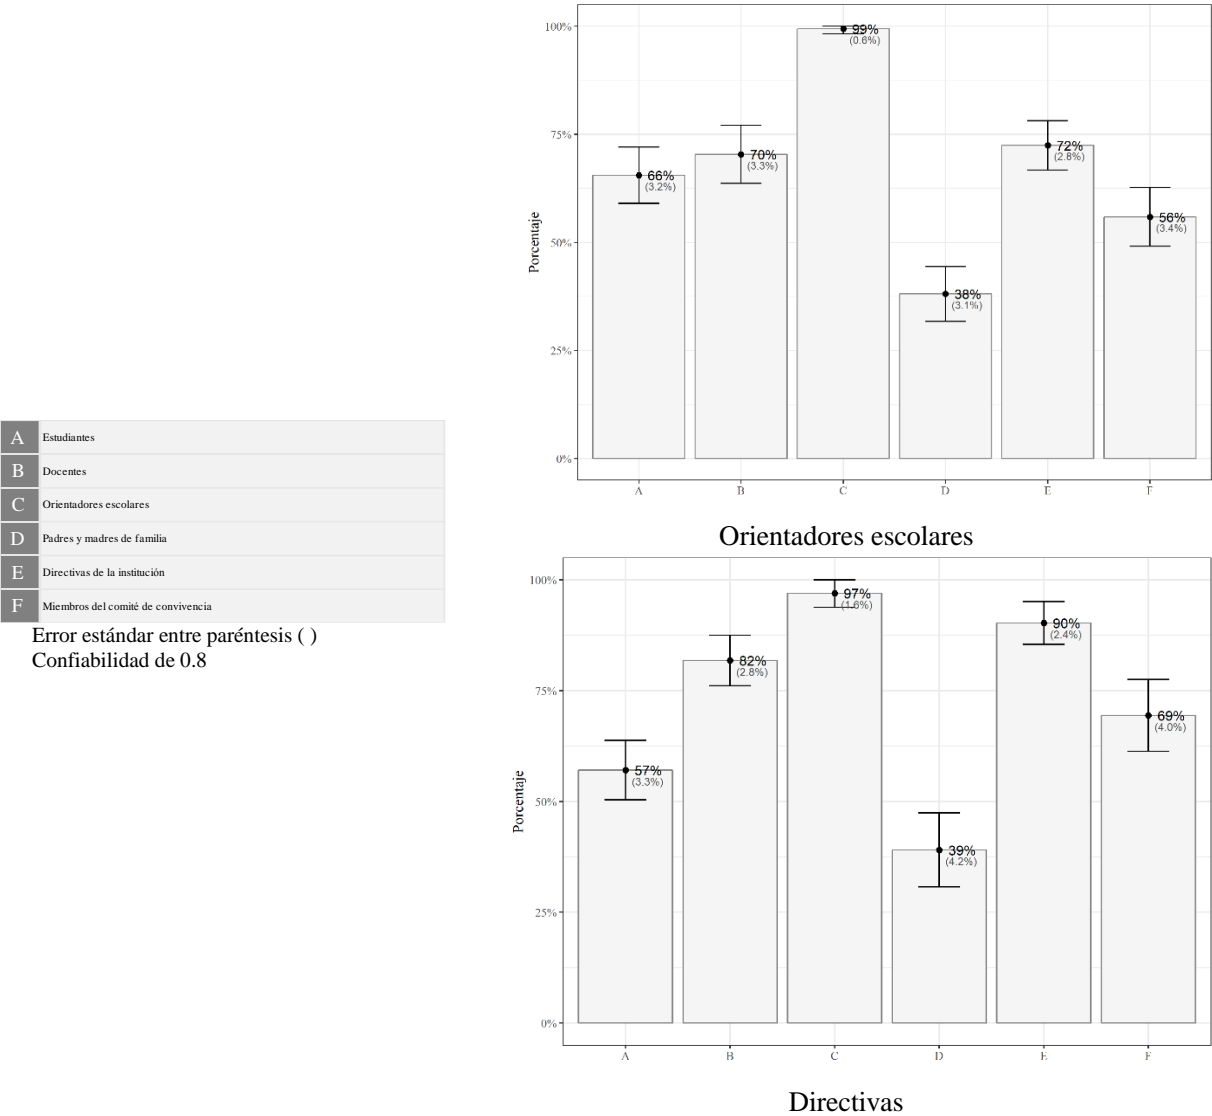 A Estudiantes
B Docentes
C Orientadores escolares
D Padres y madres de familia
E Directivas de la institución
F Miembros del comité de convivencia
Error estándar entre paréntesis ( )
Confiabilidad de 0.8
Porcentaje
100%
75%
50%
25%
0%
66%
(3.2%)
70%
(3.3%)
99%
(0.6%)
38%
(3.1%)
72%
(2.8%)
56%
(3.4%)
A B C D E F
Orientadores escolares
Porcentaje
100%
75%
50%
25%
0%
57%
(3.3%)
82%
(2.8%)
97%
(1.6%)
39%
(4.2%)
90%
(2.4%)
69%
(4.0%)
A B C D E F
Directivas